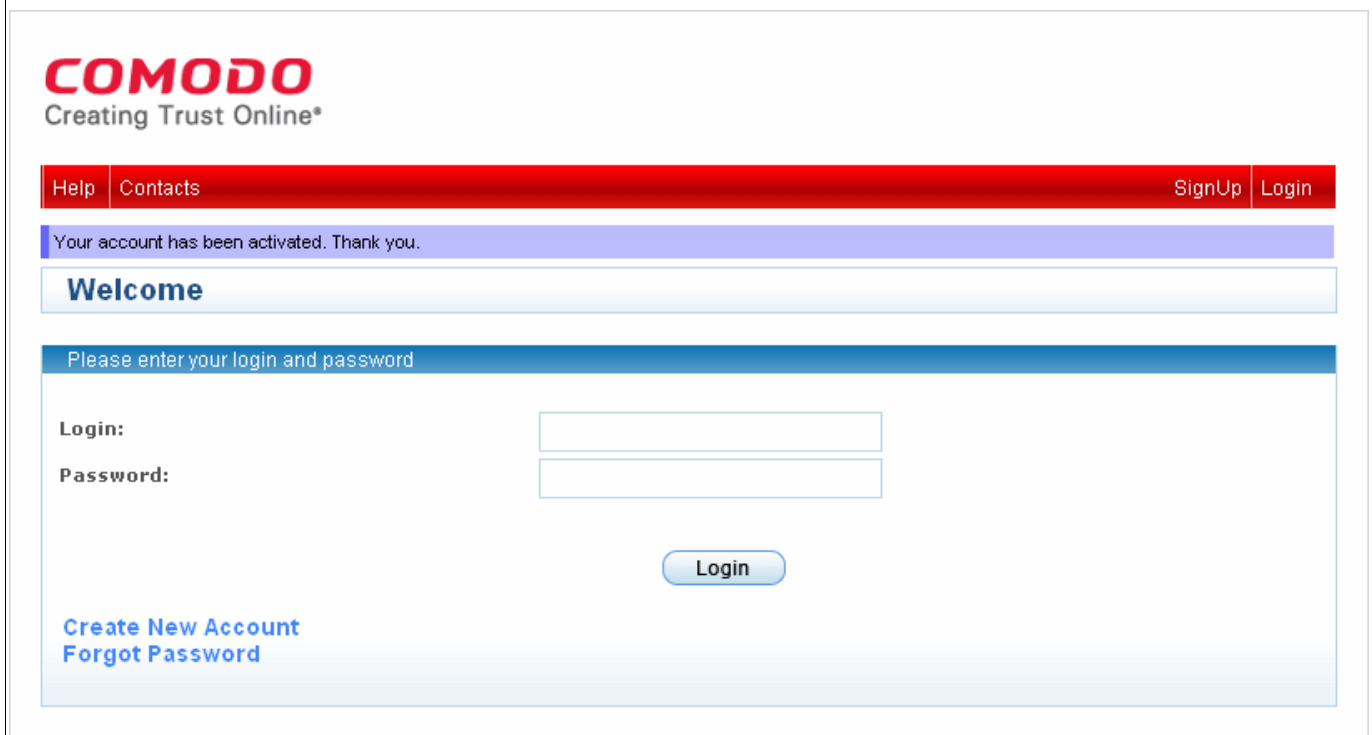 COMODO
Creating Trust Online®
Help Contacts SignUp Login
Your account has been activated. Thank you.
Welcome
Please enter your login and password
Login:
Password:
Login
Create New Account
Forgot Password